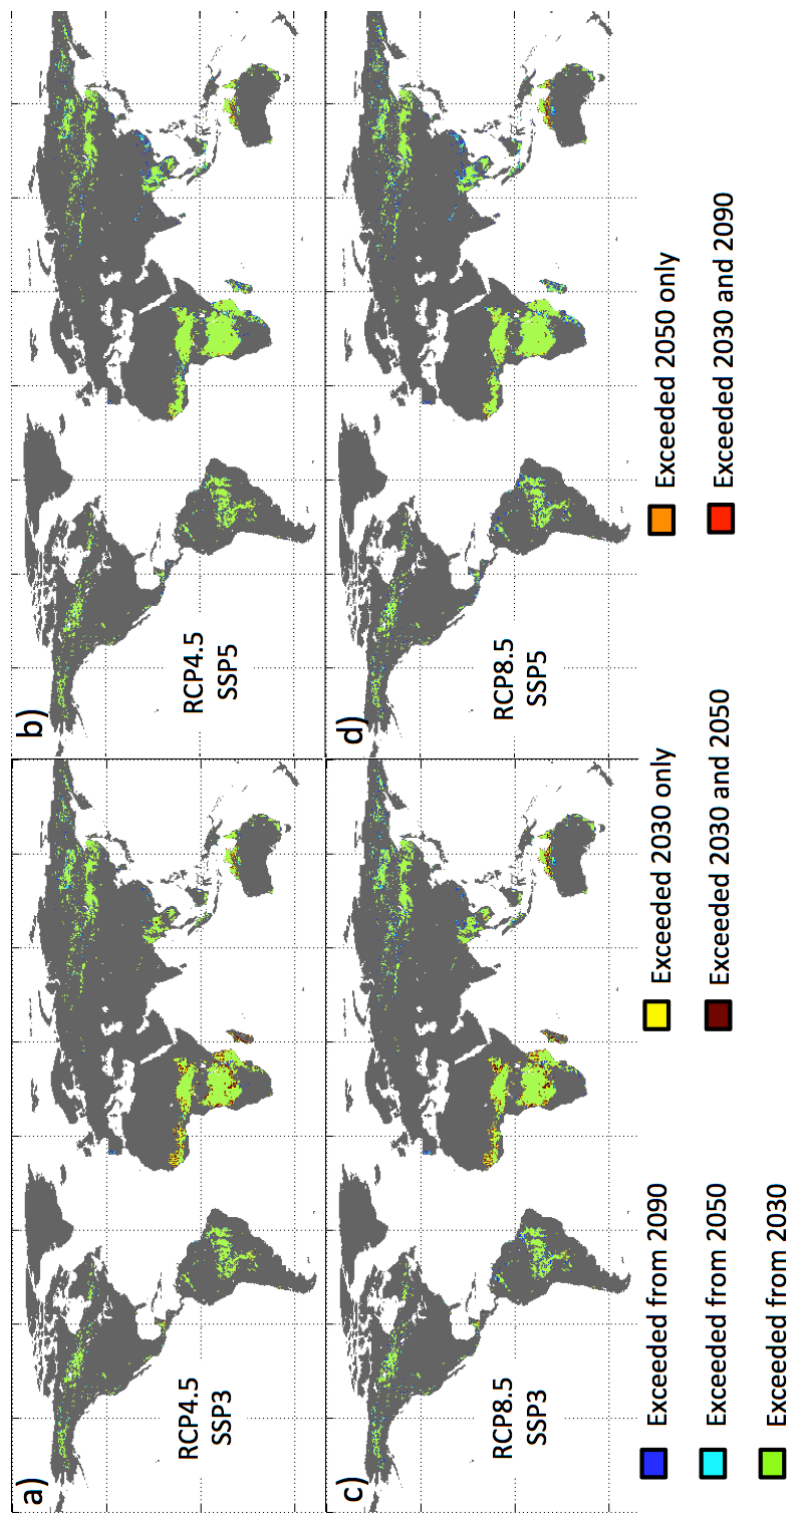 a)
RCP4.5
SSP3
b)
RCP4.5
SSP5
c)
RCP8.5
SSP3
d)
RCP8.5
SSP5
Exceeded from 2090
Exceeded 2030 only
Exceeded 2050 only
Exceeded from 2050
Exceeded 2030 and 2050
Exceeded 2030 and 2090
Exceeded from 2030